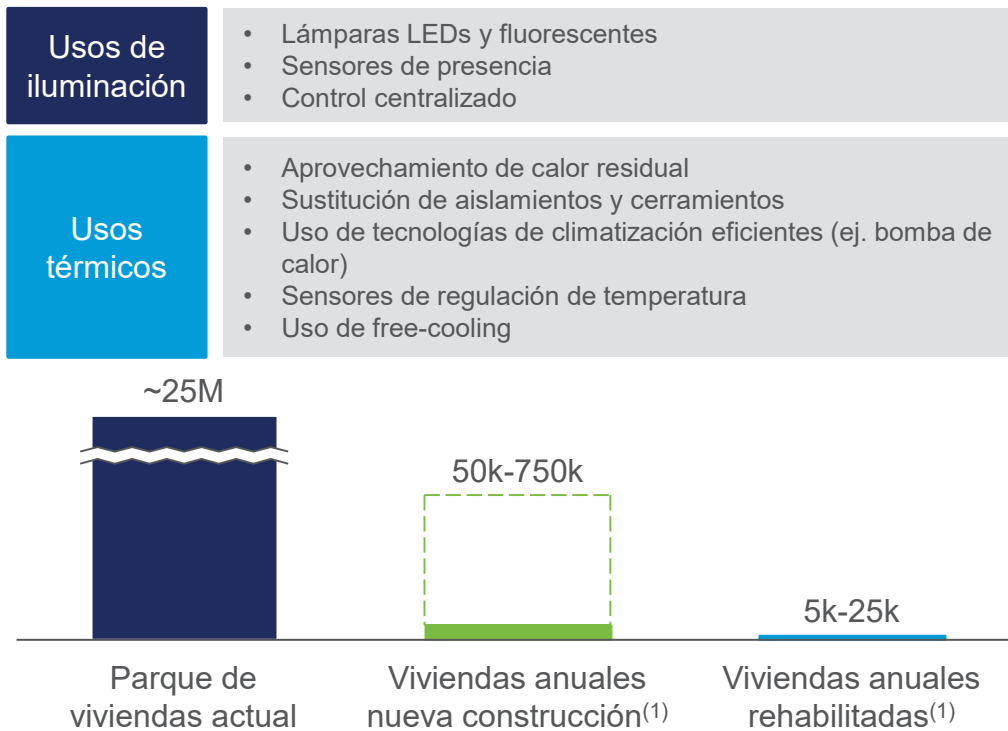 Usos de
iluminación
• Lámparas LEDs y fluorescentes
• Sensores de presencia
• Control centralizado
Usos
térmicos
• Aprovechamiento de calor residual
• Sustitución de aislamientos y cerramientos
• Uso de tecnologías de climatización eficientes (ej. bomba de
calor)
• Sensores de regulación de temperatura
• Uso de free-cooling
~25M
50k-750k
5k-25k
Parque de
viviendas actual
Viviendas anuales
nueva construcción(1)
Viviendas anuales
rehabilitadas(1)